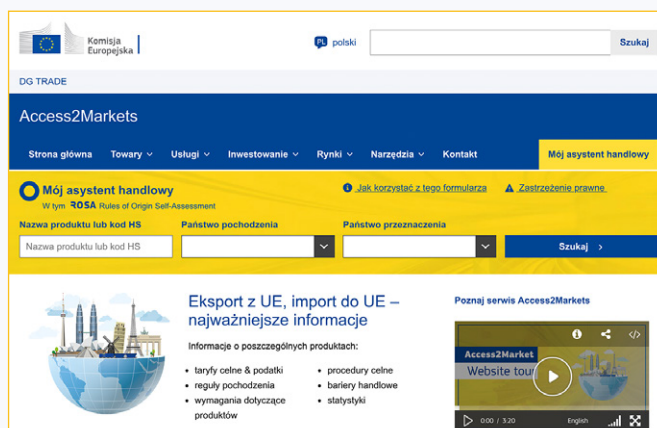 Komisja
Europejska
PL polski
Szukaj
DG TRADE
Access2Markets
Strona główna Towary Usługi Inwestowanie Rynki Narzędzia Kontakt Mój asystent handlowy
Mój asystent handlowy
W tym ROSA Rules of Origin Self-Assessment
Jak korzystać z tego formularza Zastrzeżenie prawne
Nazwa produktu lub kod HS Państwo pochodzenia Państwo przeznaczenia
Nazwa produktu lub kod HS
Szukaj
Eksport z UE, import do UE –
najważniejsze informacje
Informacje o poszczególnych produktach:
• taryfy celne & podatki
• reguły pochodzenia
• wymagania dotyczące
produktów
• procedury celne
• bariery handlowe
• statystyki
Poznaj serwis Access2Markets
Access2Market
Website tour
0:00 / 3:20 English